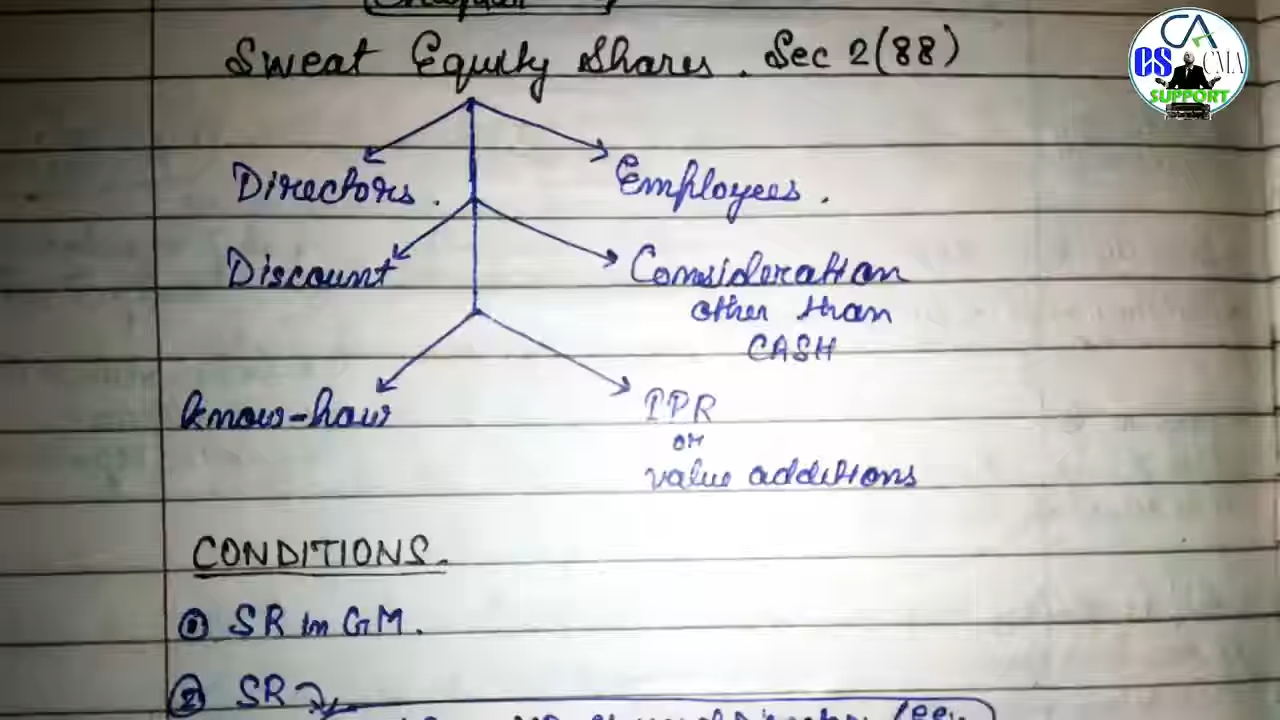 Chapter
Sweat Equity Shares. Sec 2(88)
Directors.
Employees.
Discount
Consideration
other than
CASH
Know-how
IPR
or
value additions
CONDITIONS.
① SR in GM.
② SR
CA
CS
CMA
SUPPORT